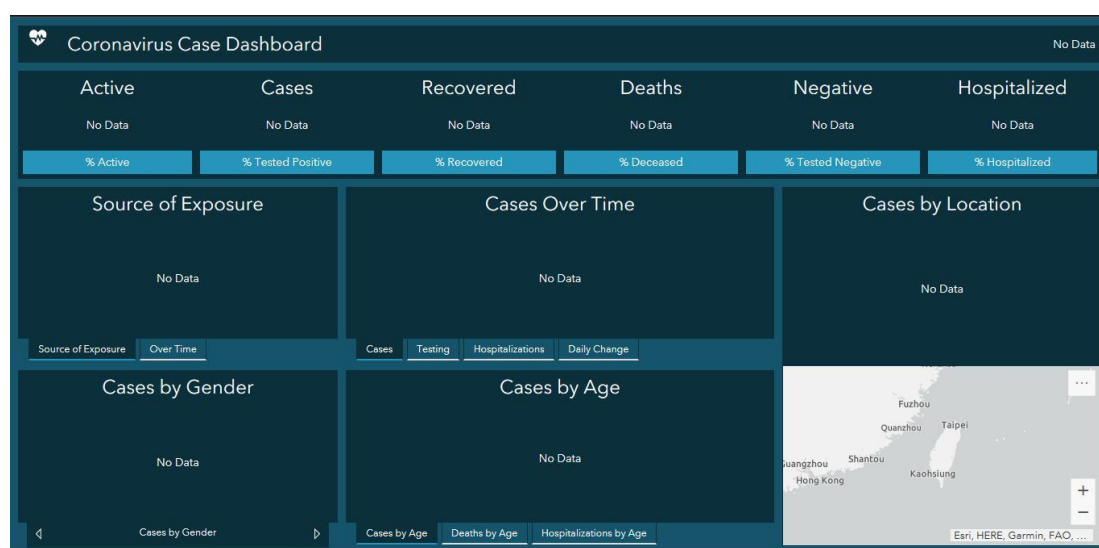 Coronavirus Case Dashboard
No Data
Active Cases Recovered Deaths Negative Hospitalized
No Data No Data No Data No Data No Data No Data
% Active % Tested Positive % Recovered % Deceased % Tested Negative % Hospitalized
Source of Exposure
No Data
Source of Exposure Over Time
Cases Over Time
No Data
Cases Testing Hospitalizations Daily Change
Cases by Location
No Data
Cases by Gender
No Data
Cases by Gender
Cases by Age
No Data
Cases by Age Deaths by Age Hospitalizations by Age
Fuzhou
Quanzhou Taipei
Shantou
Hong Kong
Kaohsiung
Esri, HERE, Garmin, FAO, ...